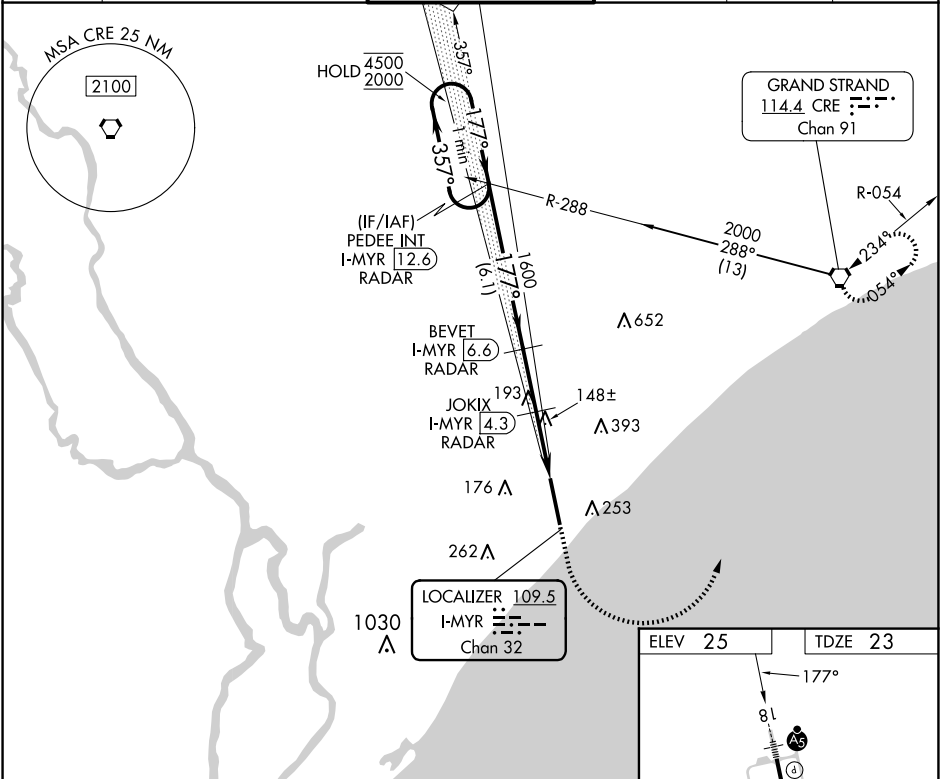 MSA CRE 25 NM
2100
HOLD 4500
2000
357°
177°
1 min
357°
GRAND STRAND
114.4 CRE
Chan 91
R-054
234°
054°
R-288
2000
288°
(13)
(IF/IAF)
PEDEE INT
I-MYR 12.6
RADAR
1600
177°
(6.1)
652
BEVET
I-MYR 6.6
RADAR
193
148±
JOKIX
I-MYR 4.3
RADAR
393
176
253
262
LOCALIZER 109.5
I-MYR
Chan 32
1030
ELEV 25
TDZE 23
177°
18
A5